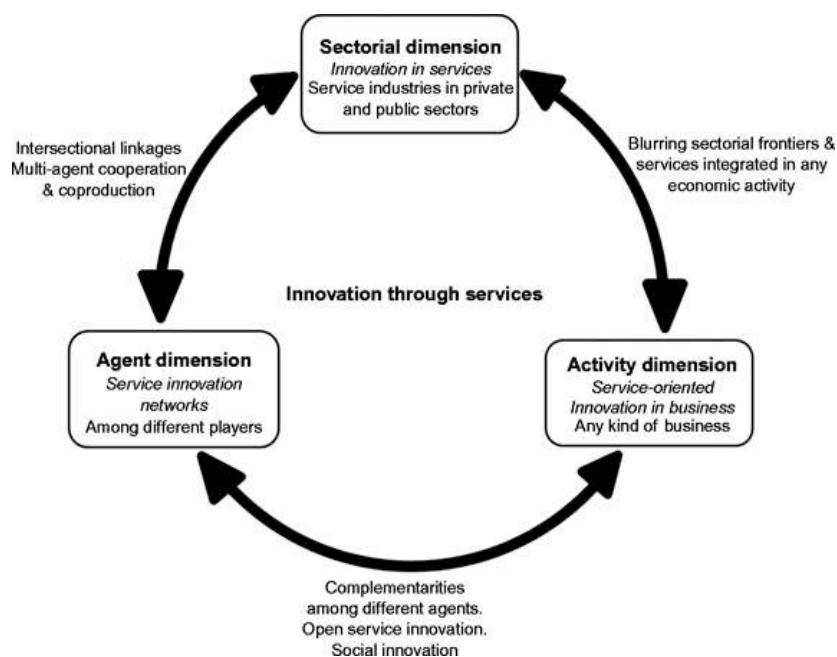 Sectorial dimension
Innovation in services
Service industries in private
and public sectors
Intersectional linkages
Multi-agent cooperation
& coproduction
Blurring sectorial frontiers &
services integrated in any
economic activity
Innovation through services
Agent dimension
Service innovation
networks
Among different players
Activity dimension
Service-oriented
Innovation in business
Any kind of business
Complementarities
among different agents.
Open service innovation.
Social innovation